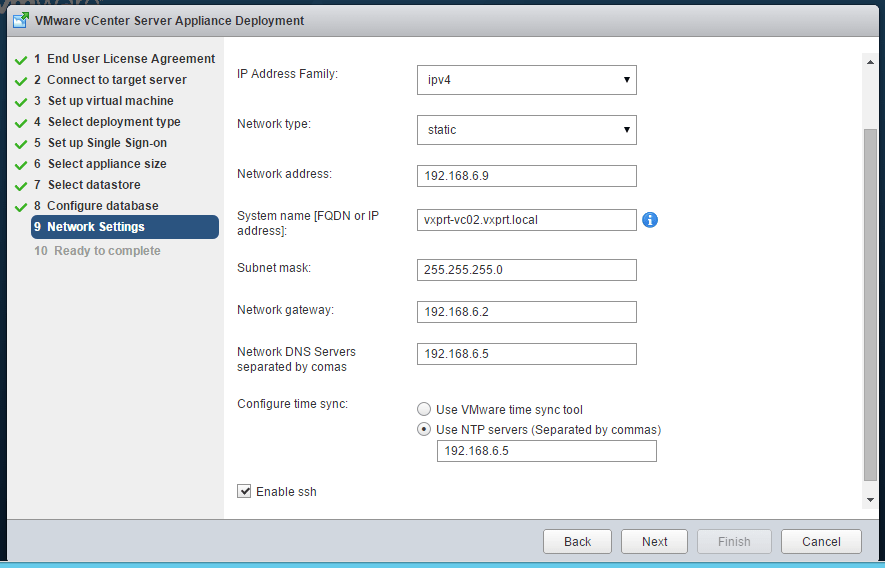 VMware vCenter Server Appliance Deployment
1 End User License Agreement
2 Connect to target server
3 Set up virtual machine
4 Select deployment type
5 Set up Single Sign-on
6 Select appliance size
7 Select datastore
8 Configure database
9 Network Settings
10 Ready to complete
IP Address Family:
ipv4
Network type:
static
Network address:
192.168.6.9
System name [FQDN or IP
address]:
vxprt-vc02.vxprt.local
Subnet mask:
255.255.255.0
Network gateway:
192.168.6.2
Network DNS Servers
separated by comas
192.168.6.5
Configure time sync:
Use VMware time sync tool
Use NTP servers (Separated by commas)
192.168.6.5
Enable ssh
Back
Next
Finish
Cancel